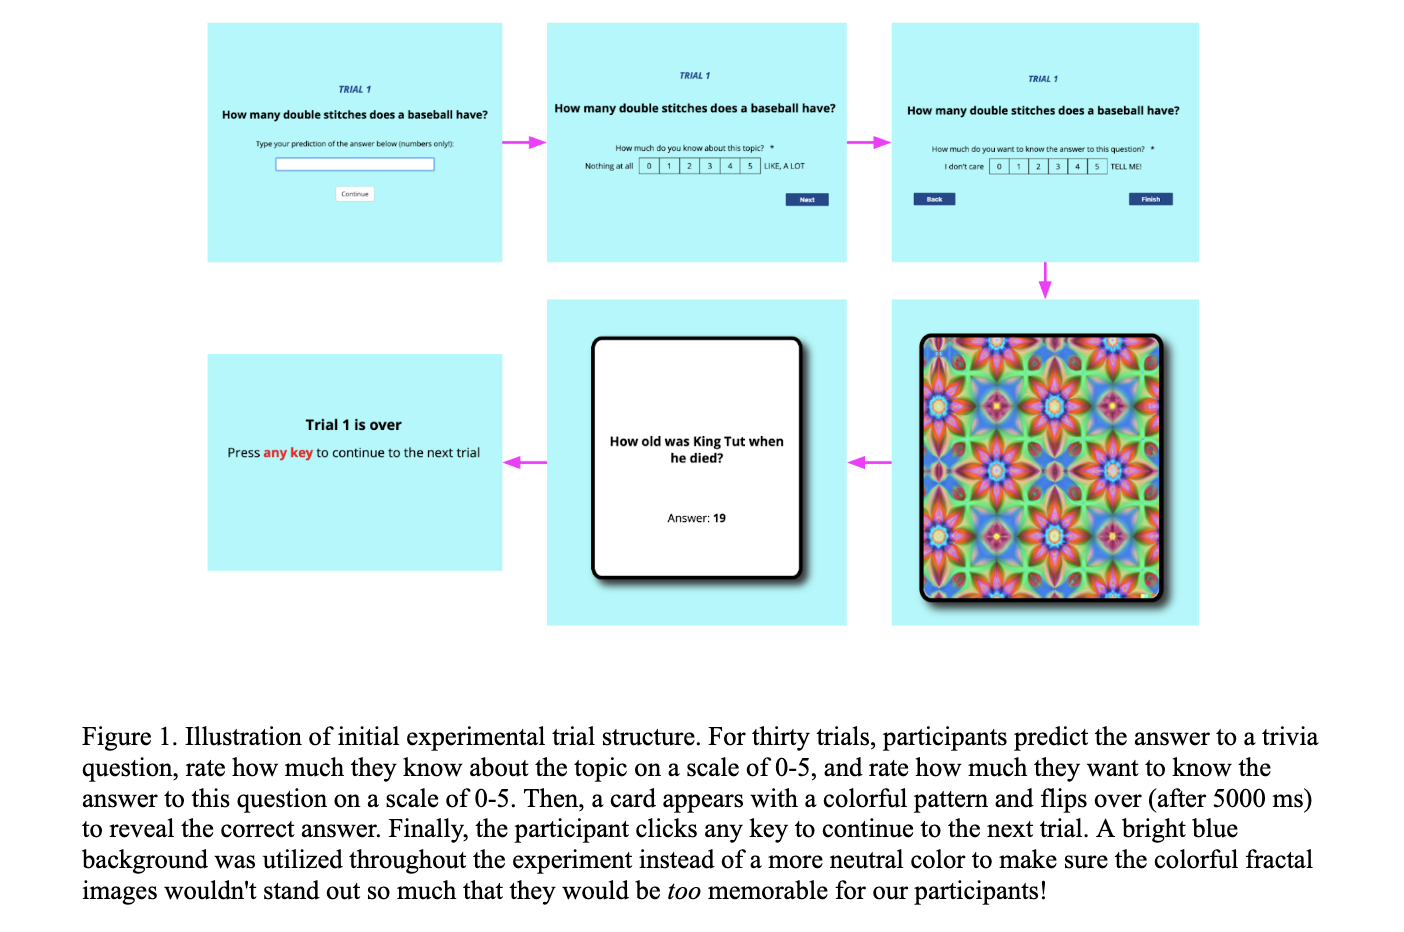 TRIAL 1
How many double stitches does a baseball have?
Type your prediction of the answer below (numbers only!):
Continue
TRIAL 1
How many double stitches does a baseball have?
How much do you know about this topic? *
Nothing at all 0 1 2 3 4 5 LIKE, A LOT
Next
TRIAL 1
How many double stitches does a baseball have?
How much do you want to know the answer to this question? *
I don't care 0 1 2 3 4 5 TELL ME!
Back Finish
How old was King Tut when
he died?
Answer: 19
Trial 1 is over
Press any key to continue to the next trial
Figure 1. Illustration of initial experimental trial structure. For thirty trials, participants predict the answer to a trivia
question, rate how much they know about the topic on a scale of 0-5, and rate how much they want to know the
answer to this question on a scale of 0-5. Then, a card appears with a colorful pattern and flips over (after 5000 ms)
to reveal the correct answer. Finally, the participant clicks any key to continue to the next trial. A bright blue
background was utilized throughout the experiment instead of a more neutral color to make sure the colorful fractal
images wouldn't stand out so much that they would be too memorable for our participants!